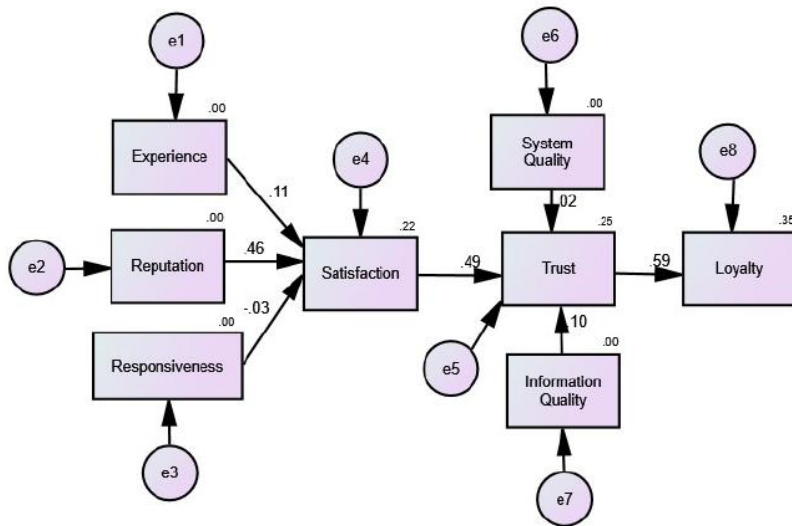 e1
e6
.00
.00
Experience
System
Quality
e4
e8
.11
.02
.00
.22
.25
.35
e2
Reputation
.46
Satisfaction
.49
Trust
.59
Loyalty
-.03
.00
.10
.00
Responsiveness
e5
Information
Quality
e3
e7